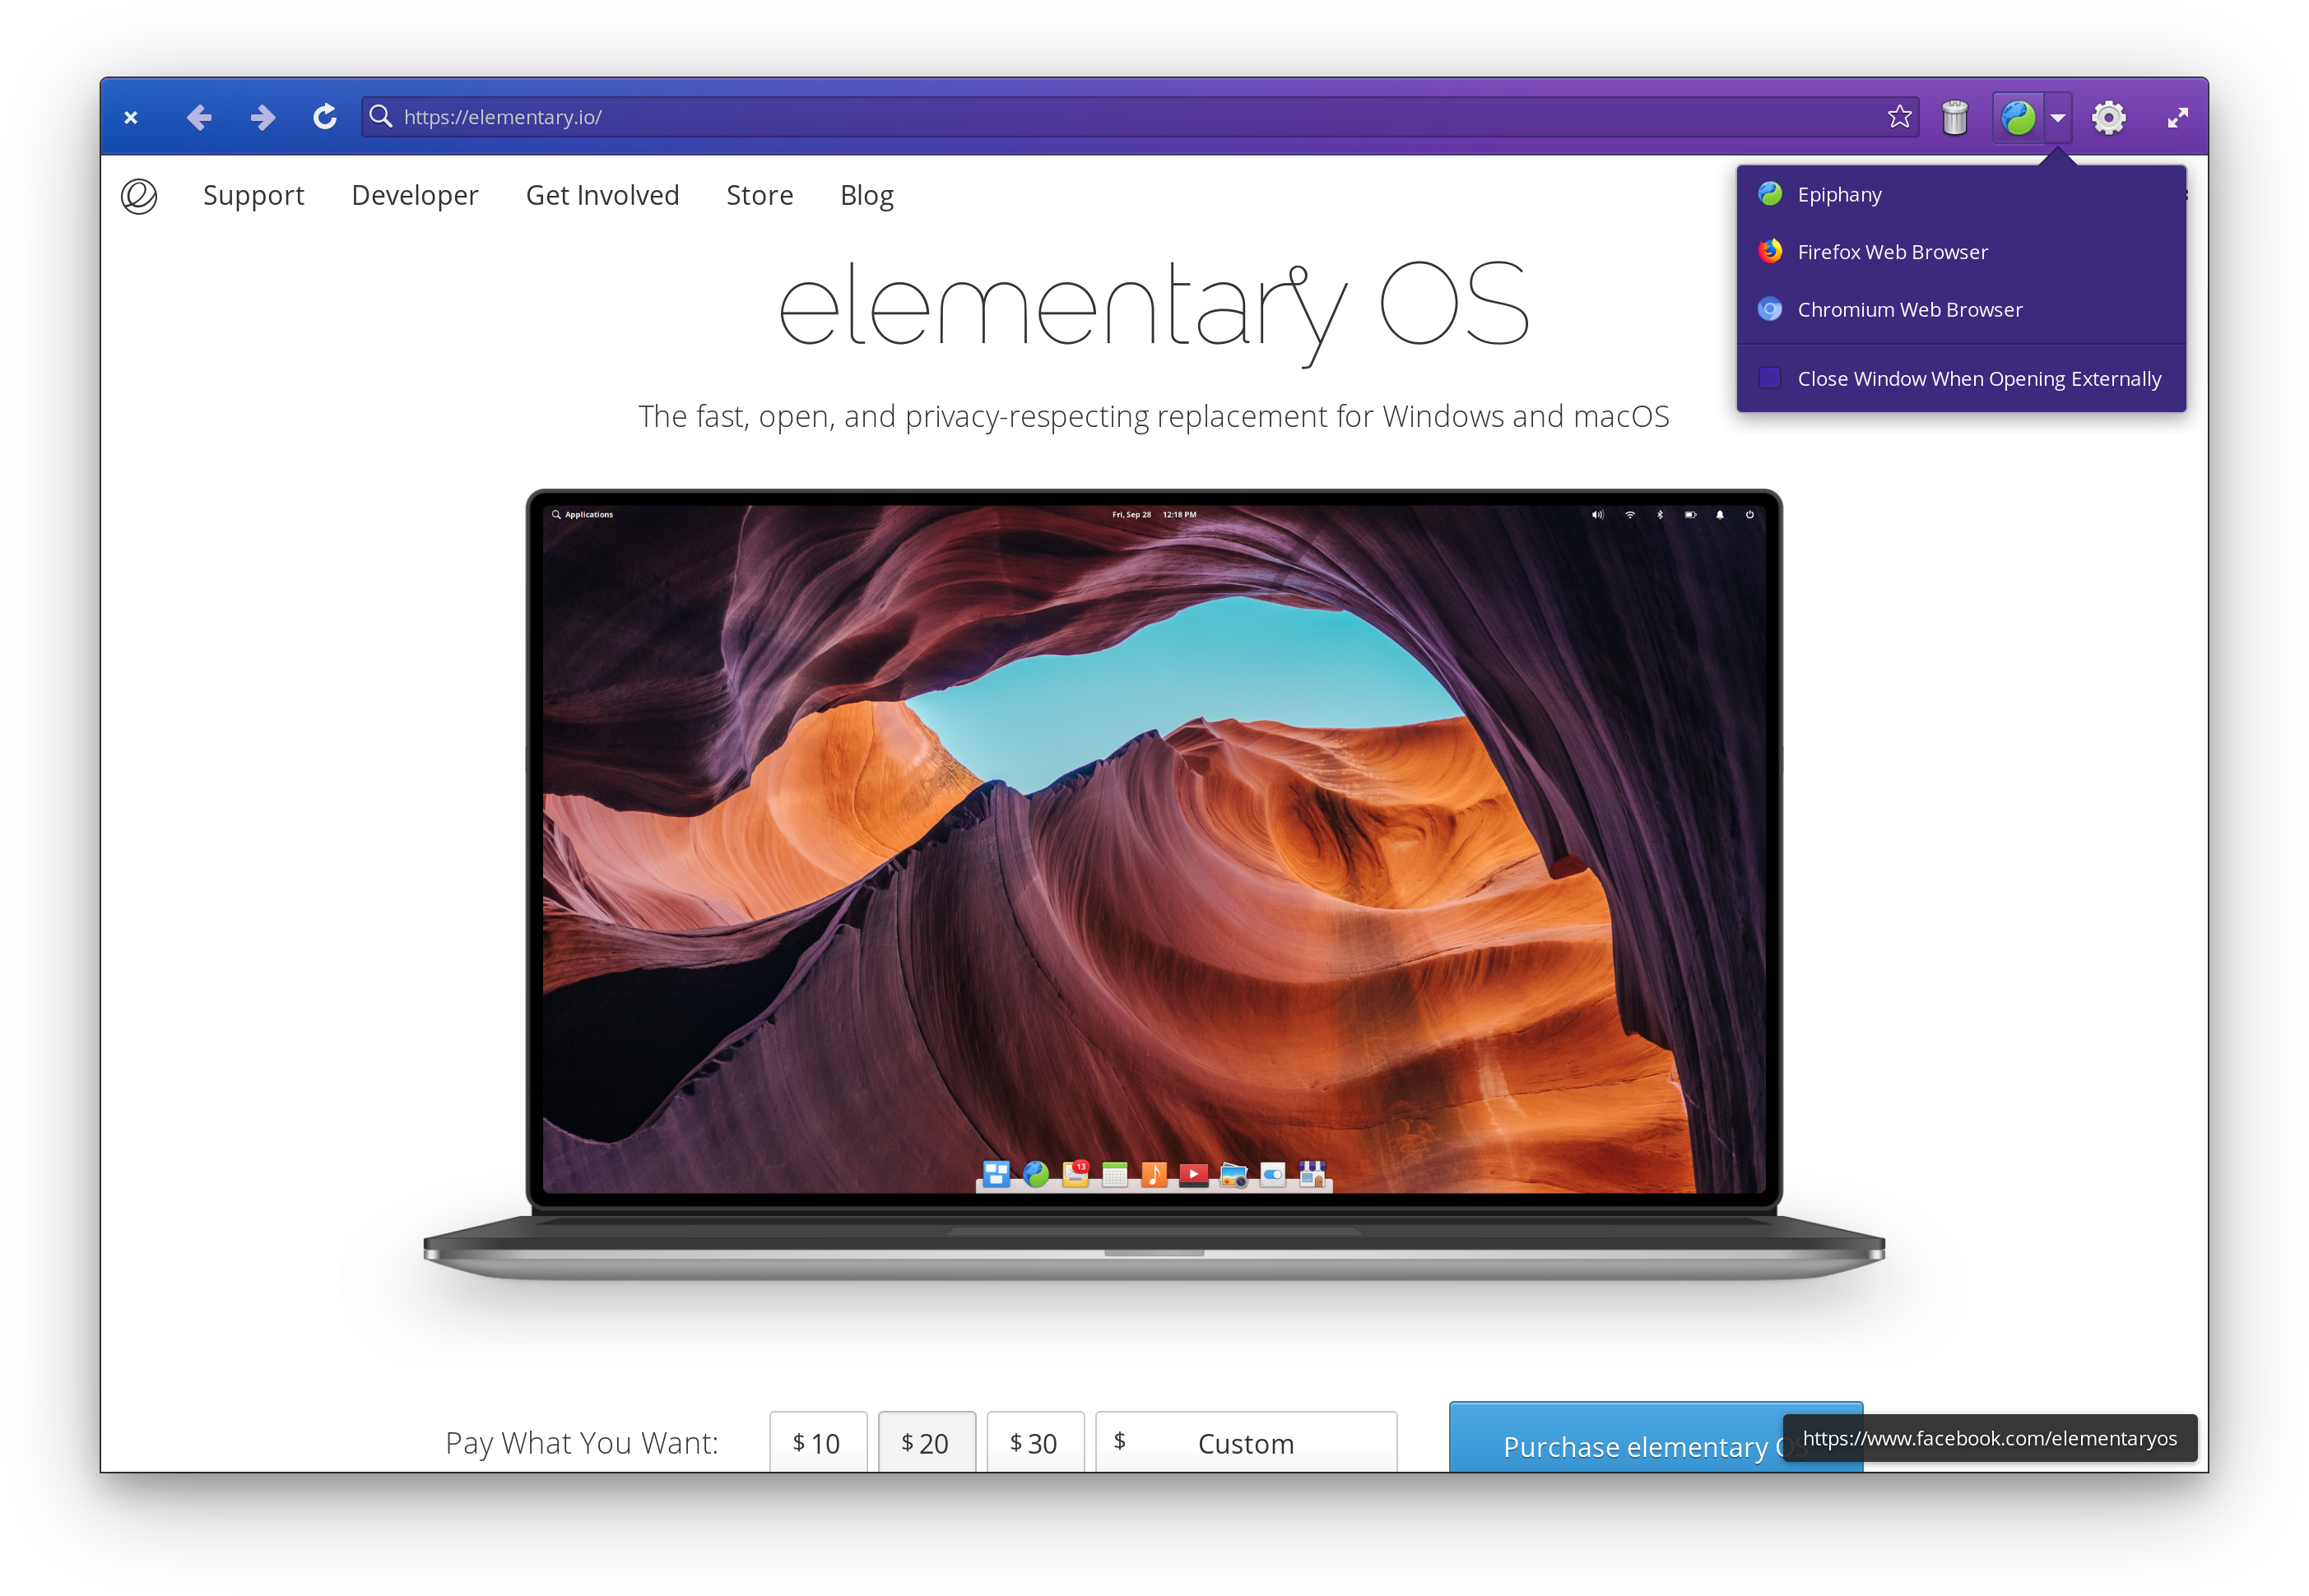 https://elementary.io/
Support Developer Get Involved Store Blog
Epiphany
Firefox Web Browser
Chromium Web Browser
Close Window When Opening Externally
elementary OS
The fast, open, and privacy-respecting replacement for Windows and macOS
Applications Fri, Sep 28 12:18 PM
13
Pay What You Want: $ 10 $ 20 $ 30 $ Custom Purchase elementary OS
https://www.facebook.com/elementaryos